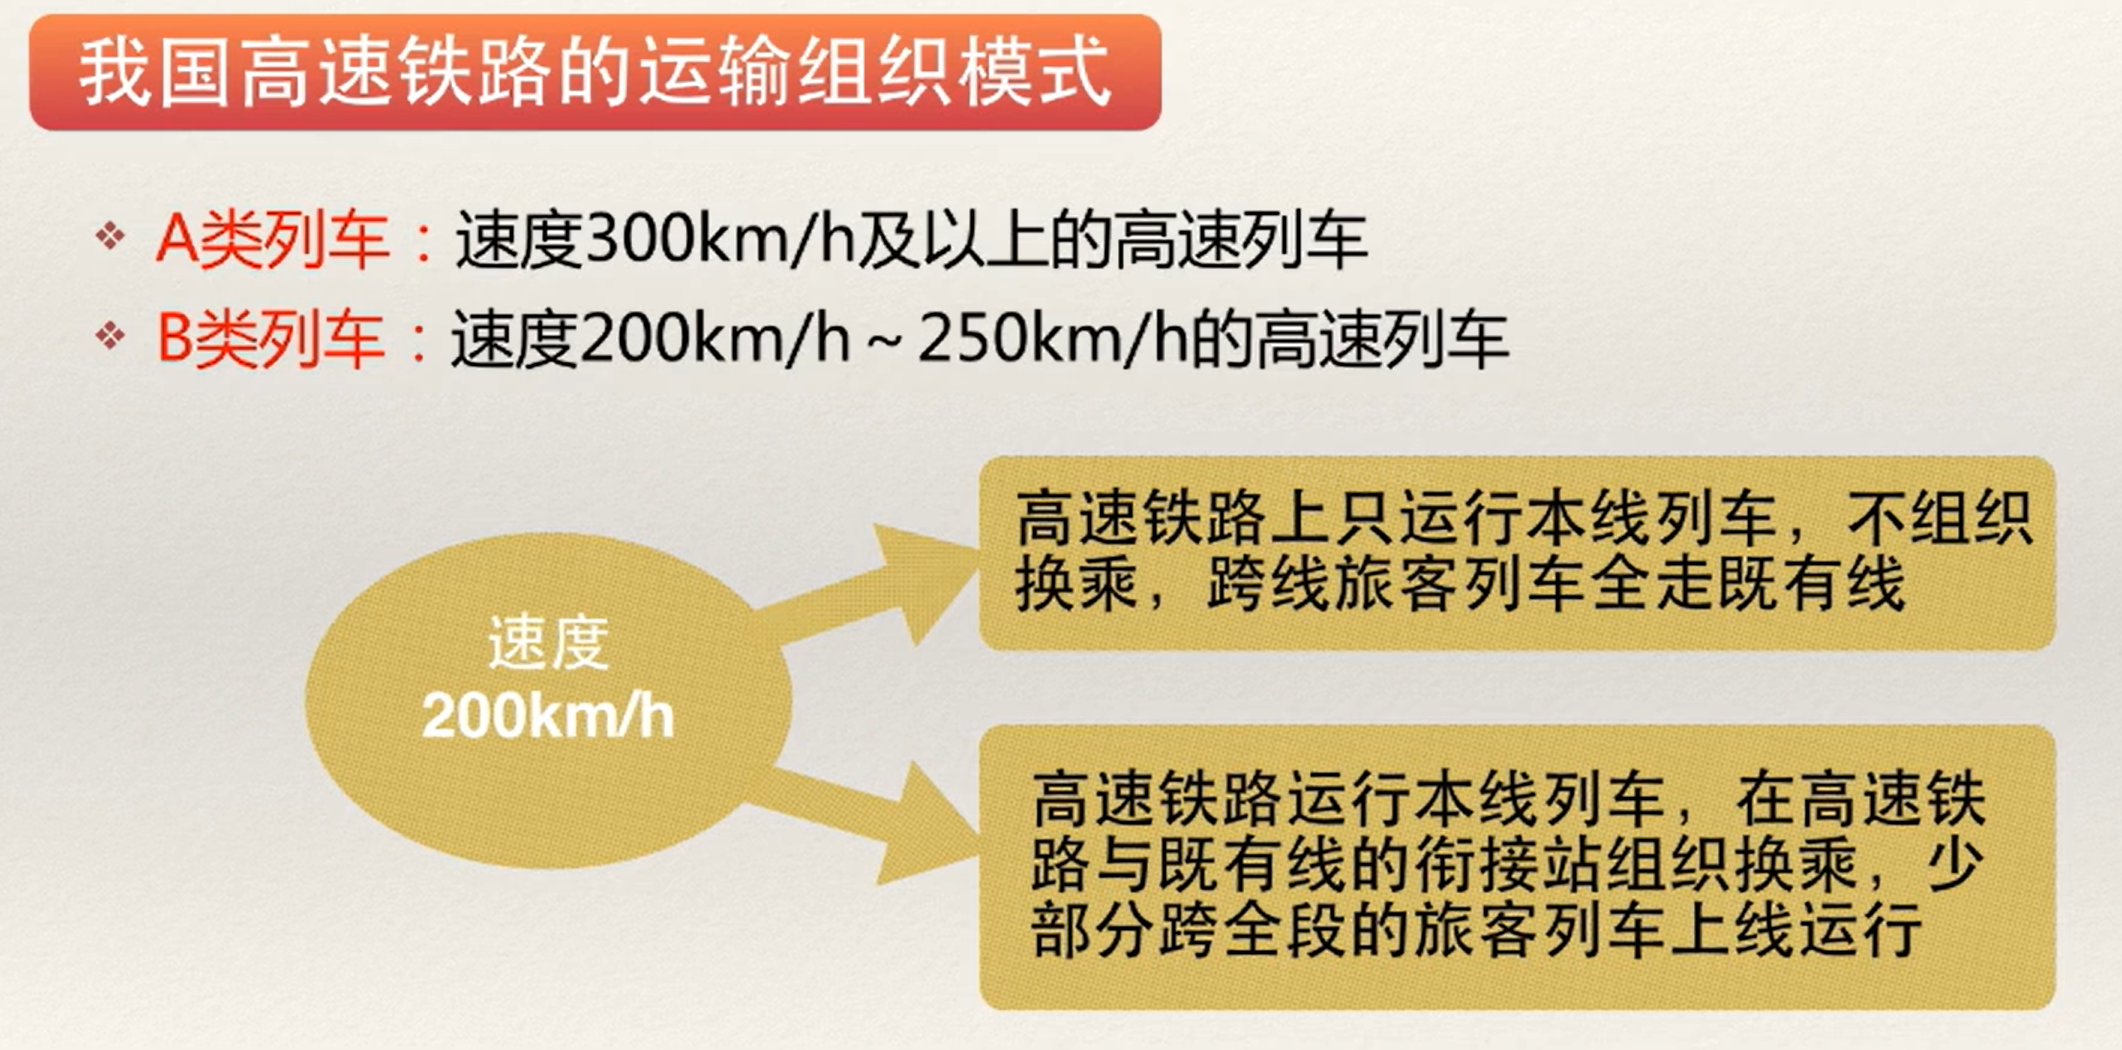 我国高速铁路的运输组织模式
A类列车：速度300km/h及以上的高速列车
B类列车：速度200km/h～250km/h的高速列车
高速铁路上只运行本线列车，不组织
换乘，跨线旅客列车全走既有线
速度
200km/h
高速铁路运行本线列车，在高速铁
路与既有线的衔接站组织换乘，少
部分跨全段的旅客列车上线运行